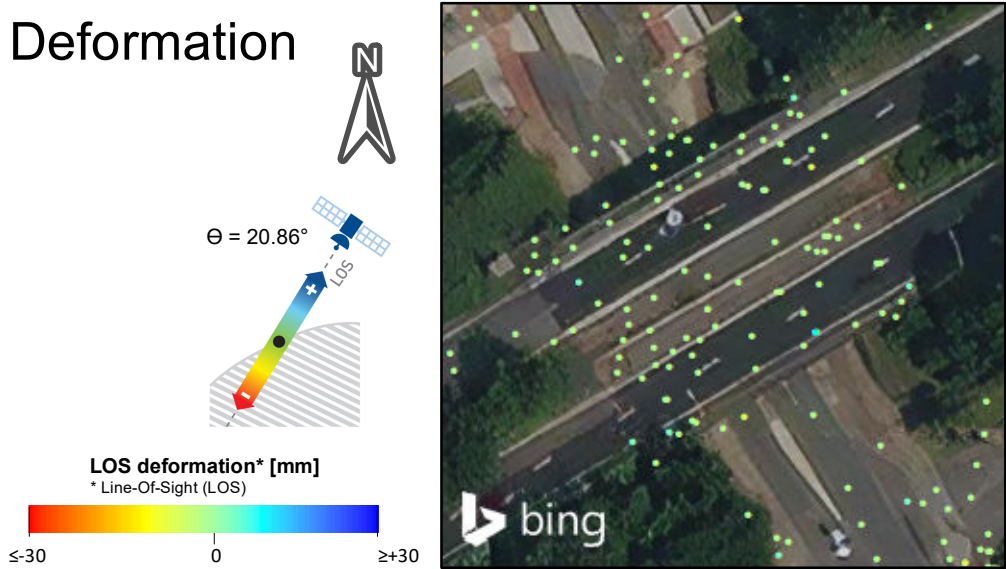 Deformation
N
Θ = 20.86°
LOS
+
-
LOS deformation* [mm]
* Line-Of-Sight (LOS)
≤-30 0 ≥+30
bing